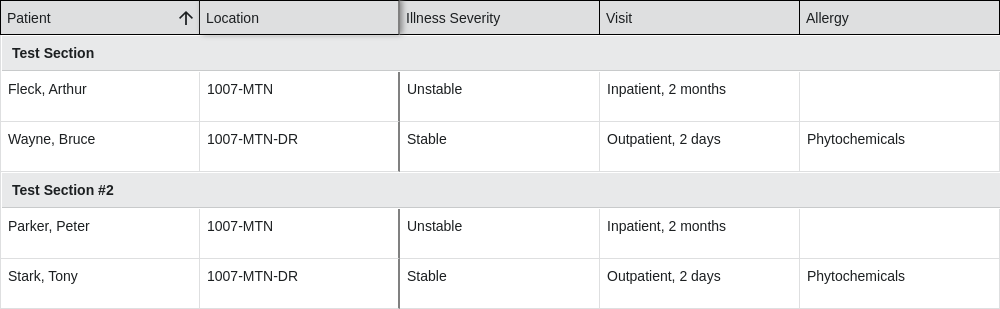 Patient Location Illness Severity Visit Allergy
Test Section
Fleck, Arthur 1007-MTN Unstable Inpatient, 2 months
Wayne, Bruce 1007-MTN-DR Stable Outpatient, 2 days Phytochemicals
Test Section #2
Parker, Peter 1007-MTN Unstable Inpatient, 2 months
Stark, Tony 1007-MTN-DR Stable Outpatient, 2 days Phytochemicals